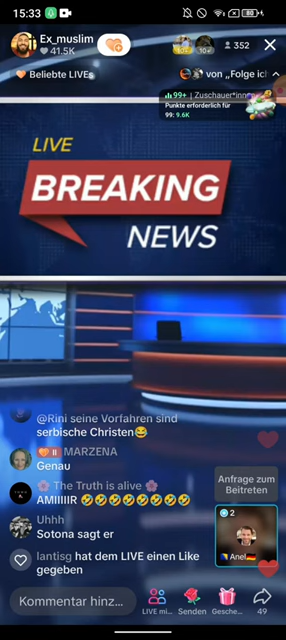 15:33
80
Ex_muslim
41.5K
352
Beliebte LIVEs
von „Folge ich
99+ | Zuschauer*innen
Punkte erforderlich für
99: 9.6K
LIVE
BREAKING
NEWS
@Rini seine Vorfahren sind
serbische Christen😂
MARZENA
Genau
🌸 The Truth is alive 🌸
AMIIIIIR 🤣🤣🤣🤣🤣🤣🤣🤣
Uhhh
Sotona sagt er
lantisg hat dem LIVE einen Like
gegeben
Anfrage zum
Beitreten
2
Anel
Kommentar hinz...
LIVE mi...
Senden
Gesche...
49